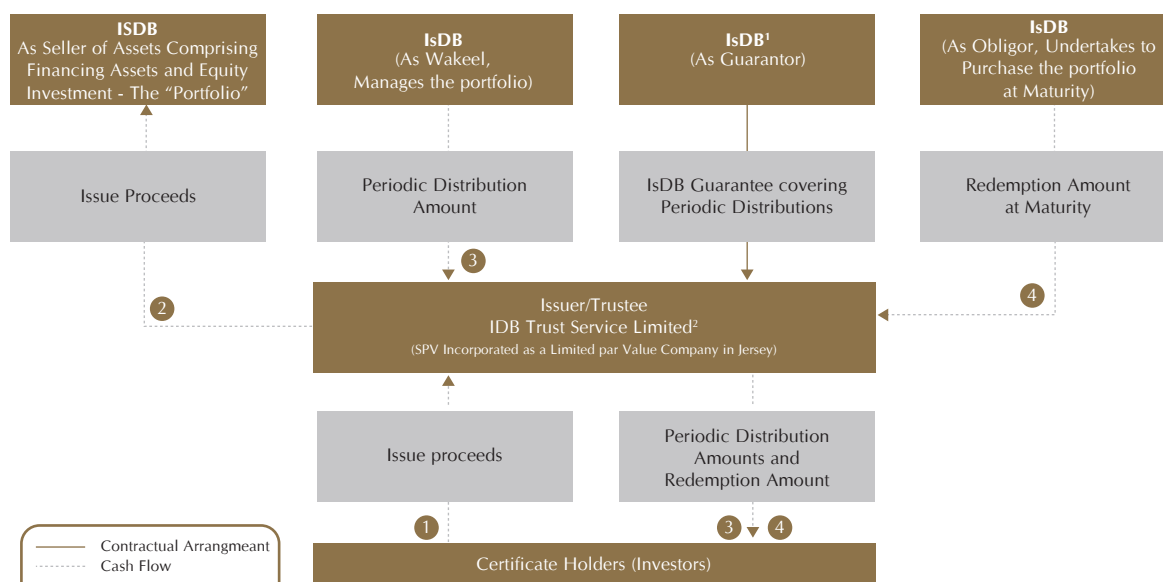 ISDB
As Seller of Assets Comprising
Financing Assets and Equity
Investment - The “Portfolio”
IsDB
(As Wakeel,
Manages the portfolio)
IsDB¹
(As Guarantor)
IsDB
(As Obligor, Undertakes to
Purchase the portfolio
at Maturity)
Issue Proceeds
Periodic Distribution
Amount
IsDB Guarantee covering
Periodic Distributions
Redemption Amount
at Maturity
3
2
4
Issuer/Trustee
IDB Trust Service Limited²
(SPV Incorporated as a Limited par Value Company in Jersey)
Issue proceeds
Periodic Distribution
Amounts and
Redemption Amount
1
3 4
Contractual Arrangmeant
Cash Flow
Certificate Holders (Investors)